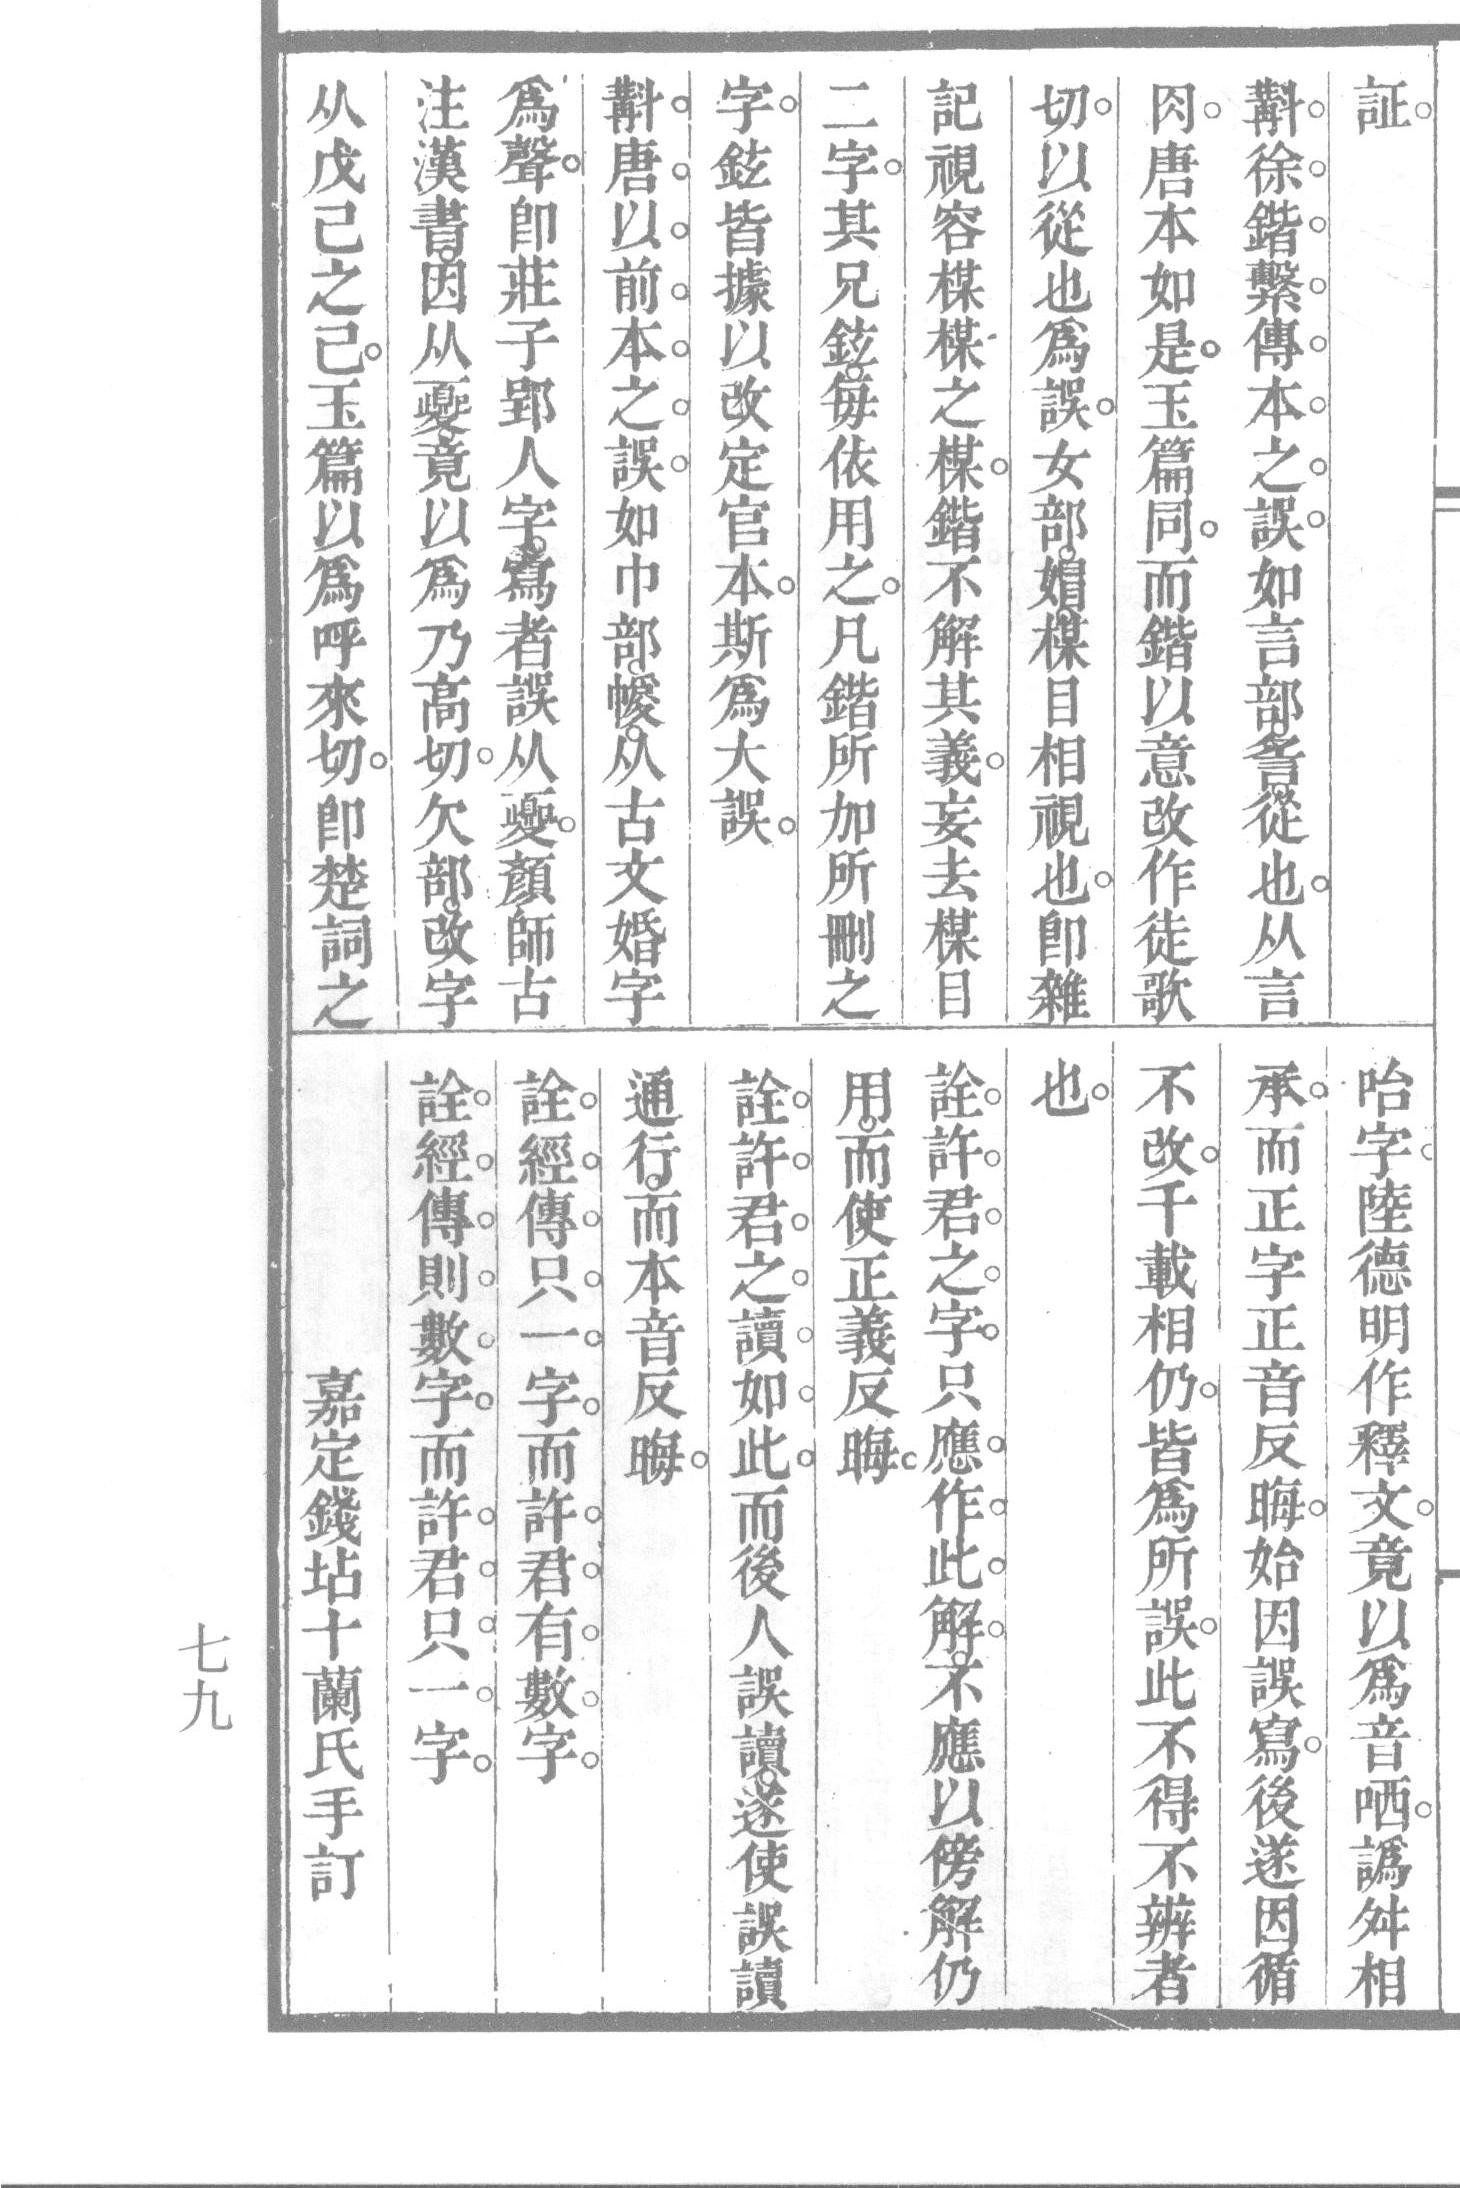 証
斠徐鍇繫傳本之誤如言部䚻從也从言
肉唐本如是玉篇同而鍇以意改作徒歌
切以從也爲誤女部媢楳目相視也卽雜
記視容楳楳之楳鍇不解其義妄去楳目
二字其兄鉉每依用之凡鍇所加所刪之
字鉉皆據以改定官本斯爲大誤
斠唐以前本之誤如巾部㠢从古文婚字
爲聲卽莊子郢人字寫者誤从夒顏師古
注漢書因从夒竟以爲乃高切欠部改字
从戊己之己玉篇以爲呼來切卽楚詞之
咍字陸德明作釋文竟以爲音哂譌舛相
承而正字正音反晦始因誤寫後遂因循
不改千載相仍皆爲所誤此不得不辨者
也
詮許君之字只應作此解不應以傍解仍
用而使正義反晦
詮許君之讀如此而後人誤讀遂使誤讀
通行而本音反晦
詮經傳只一字而許君有數字
詮經傳則數字而許君只一字
嘉定錢坫十蘭氏手訂
七九